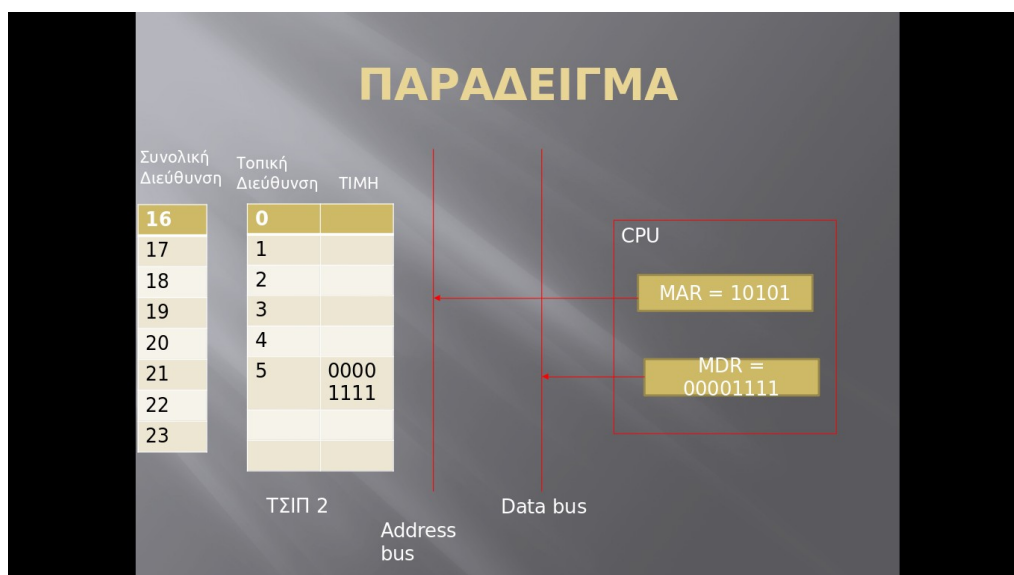 ΠΑΡΑΔΕΙΓΜΑ
Συνολική
Διεύθυνση
Τοπική
Διεύθυνση
ΤΙΜΗ
16
17
18
19
20
21
22
23
0
1
2
3
4
5
0000
1111
ΤΣΙΠ 2
Address
bus
Data bus
CPU
MAR = 10101
MDR =
00001111